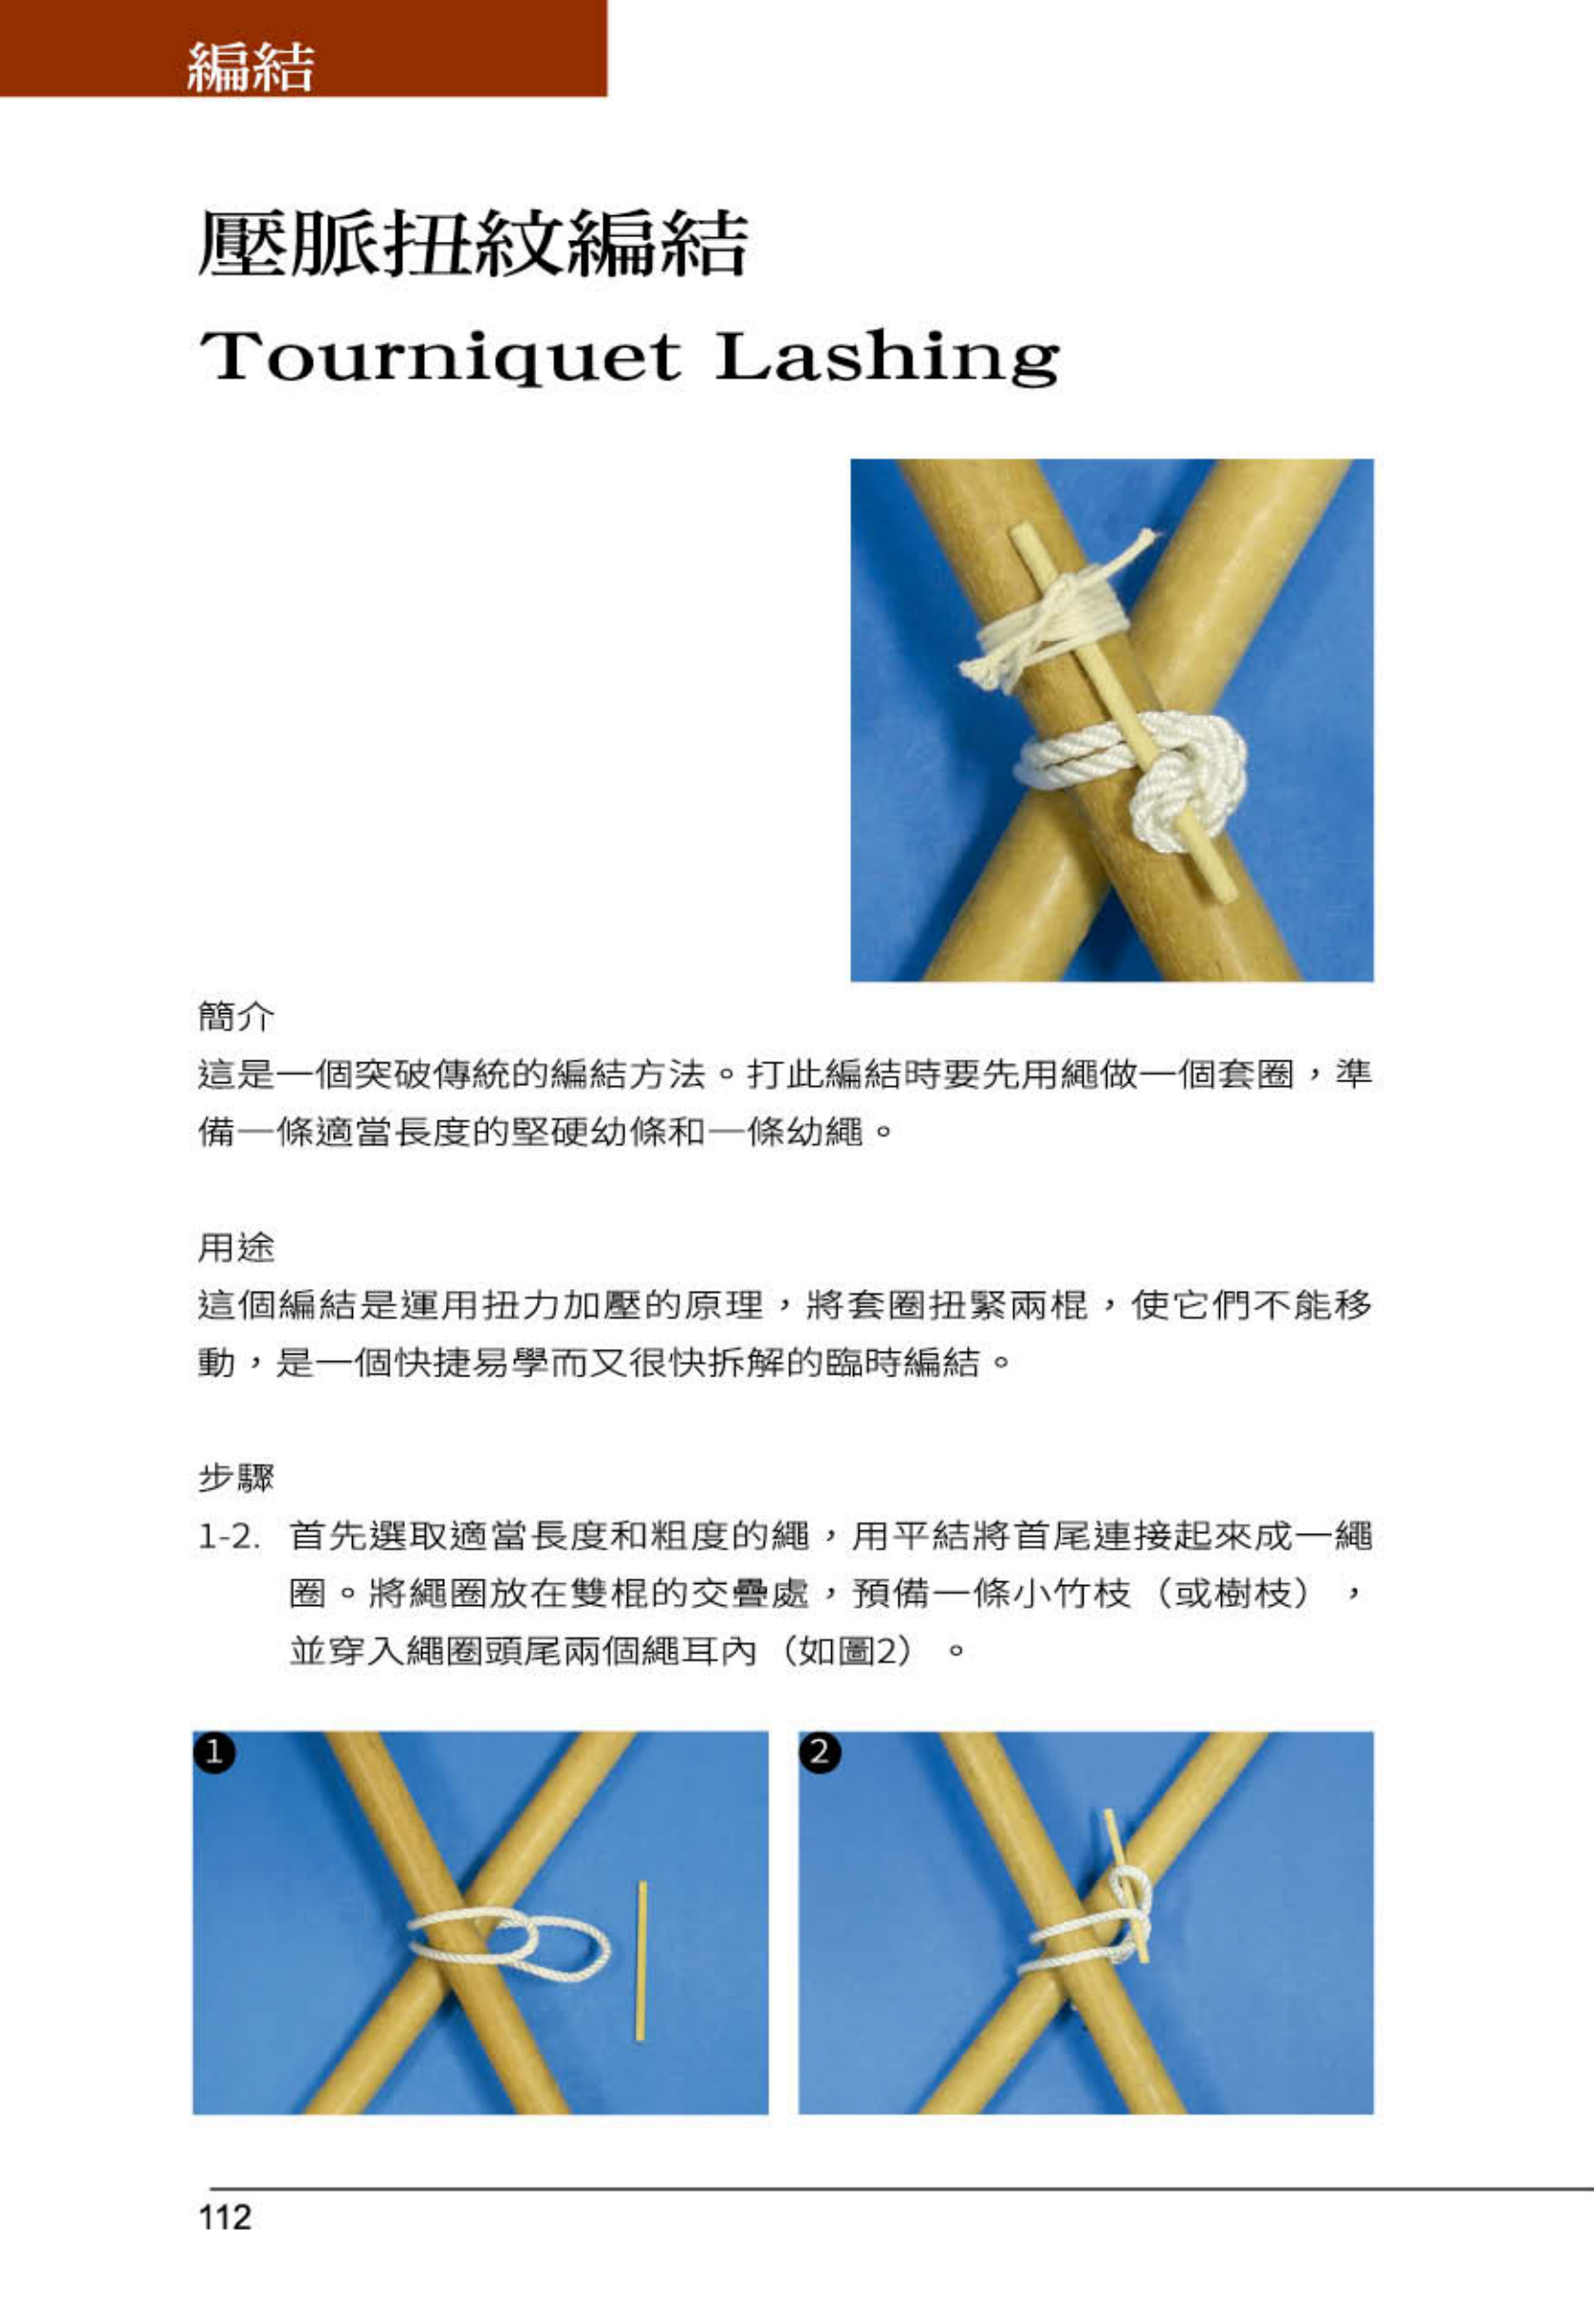 編結
壓脈扭紋編結
Tourniquet Lashing
簡介
這是一個突破傳統的編結方法。打此編結時要先用繩做一個套圈，準
備一條適當長度的堅硬幼條和一條幼繩。
用途
這個編結是運用扭力加壓的原理，將套圈扭緊兩棍，使它們不能移
動，是一個快捷易學而又很快拆解的臨時編結。
步驟
1-2. 首先選取適當長度和粗度的繩，用平結將首尾連接起來成一繩
圈。將繩圈放在雙棍的交疊處，預備一條小竹枝（或樹枝），
並穿入繩圈頭尾兩個繩耳內（如圖2）。
1
2
112